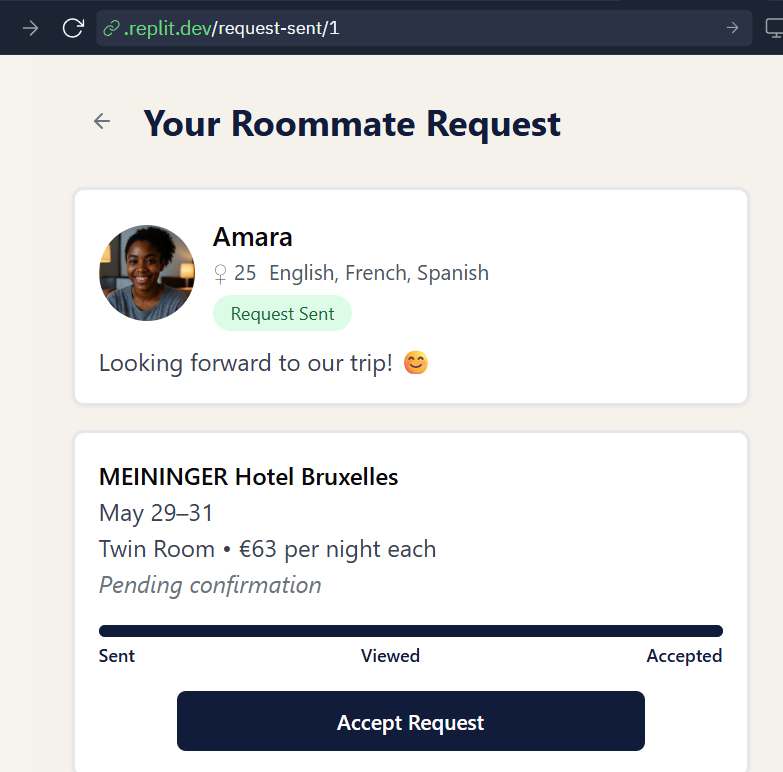 .replit.dev/request-sent/1
Your Roommate Request
Amara
♀ 25 English, French, Spanish
Request Sent
Looking forward to our trip! 😊
MEININGER Hotel Bruxelles
May 29–31
Twin Room • €63 per night each
Pending confirmation
Sent Viewed Accepted
Accept Request